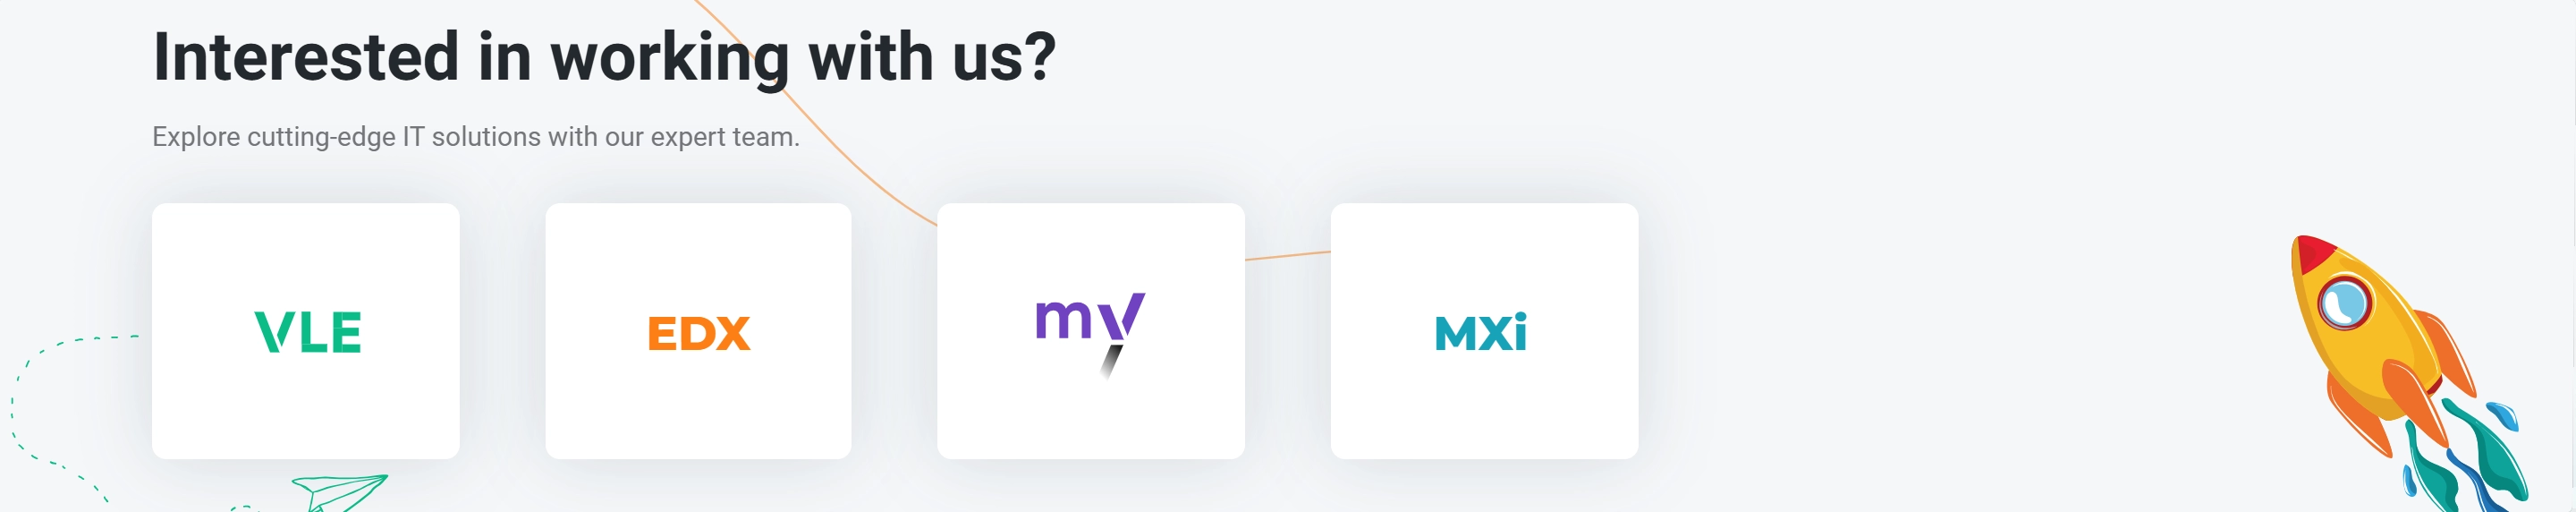 Interested in working with us?
Explore cutting-edge IT solutions with our expert team.
VLE
EDX
my
MXi